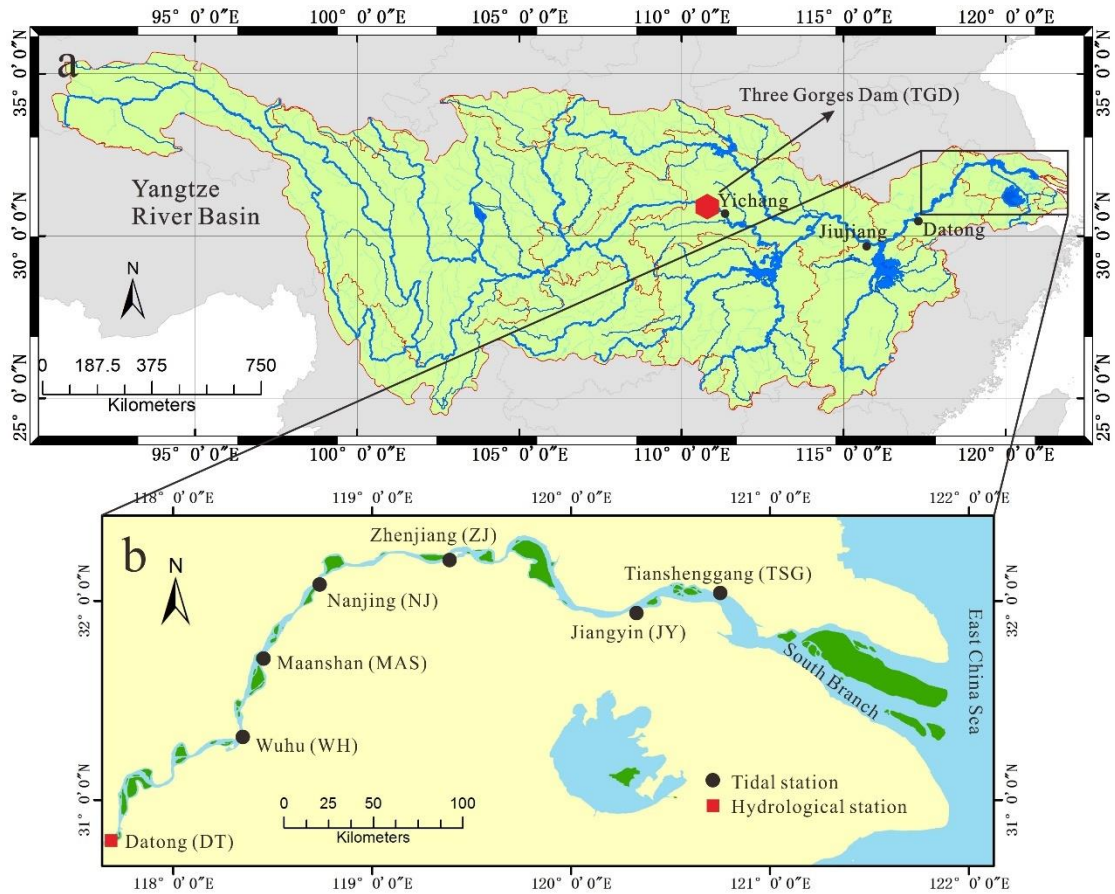 95° 0′0″E 100° 0′0″E 105° 0′0″E 110° 0′0″E 115° 0′0″E 120° 0′0″E
a
35° 0′0″N
35° 0′0″N
Three Gorges Dam (TGD)
Yangtze
River Basin
Yichang
Jiujiang
Datong
30° 0′0″N
30° 0′0″N
N
0 187.5 375 750
Kilometers
25° 0′0″N
25° 0′0″N
95° 0′0″E 100° 0′0″E 105° 0′0″E 110° 0′0″E 115° 0′0″E 120° 0′0″E
118° 0′0″E 119° 0′0″E 120° 0′0″E 121° 0′0″E 122° 0′0″E
b
N
Zhenjiang (ZJ)
Tianshenggang (TSG)
Nanjing (NJ)
Jiangyin (JY)
32° 0′0″N
32° 0′0″N
Maanshan (MAS)
South Branch
East China Sea
Wuhu (WH)
Tidal station
Hydrological station
0 25 50 100
Kilometers
31° 0′0″N
31° 0′0″N
Datong (DT)
118° 0′0″E 119° 0′0″E 120° 0′0″E 121° 0′0″E 122° 0′0″E